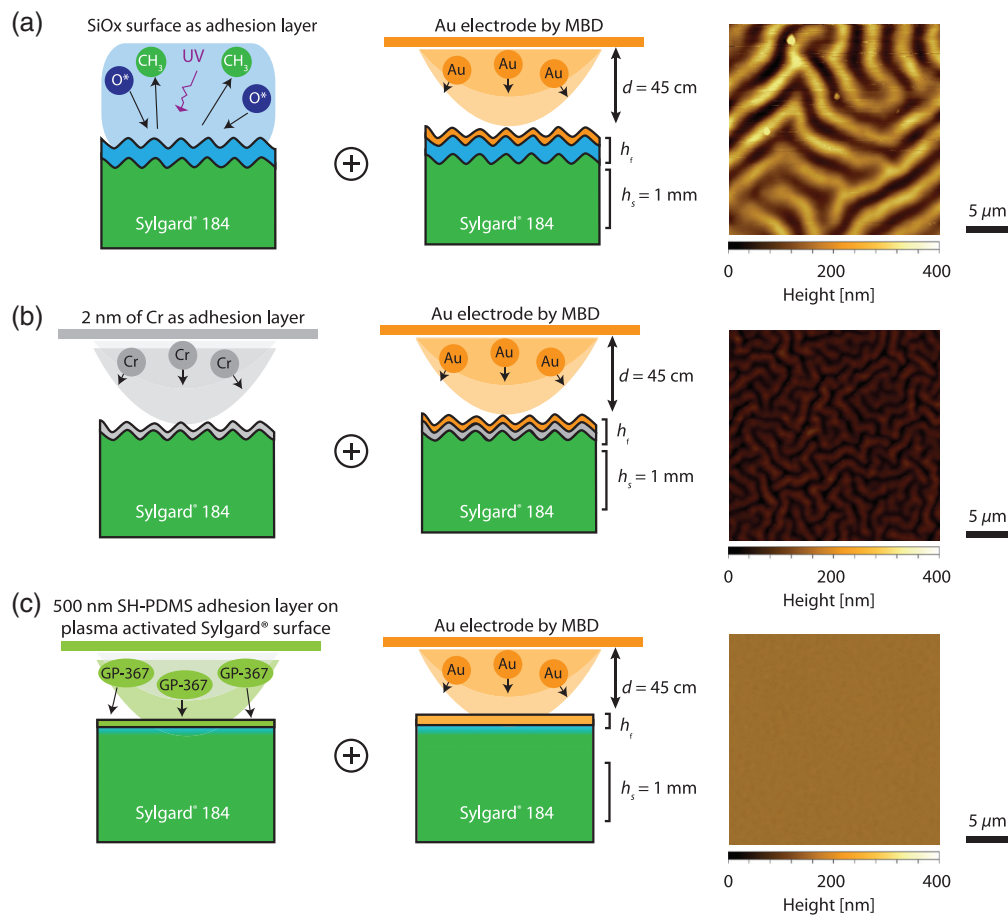 (a)
SiOx surface as adhesion layer
Au electrode by MBD
CH3
UV
CH3
O*
O*
Au
Au
Au
d = 45 cm
hf
hs = 1 mm
Sylgard® 184
Sylgard® 184
5 µm
0 200 400
Height [nm]
(b)
2 nm of Cr as adhesion layer
Au electrode by MBD
Cr
Cr
Cr
Au
Au
Au
d = 45 cm
hf
hs = 1 mm
Sylgard® 184
Sylgard® 184
5 µm
0 200 400
Height [nm]
(c)
500 nm SH-PDMS adhesion layer on
plasma activated Sylgard® surface
Au electrode by MBD
GP-367
GP-367
GP-367
Au
Au
Au
d = 45 cm
hf
hs = 1 mm
Sylgard® 184
Sylgard® 184
5 µm
0 200 400
Height [nm]